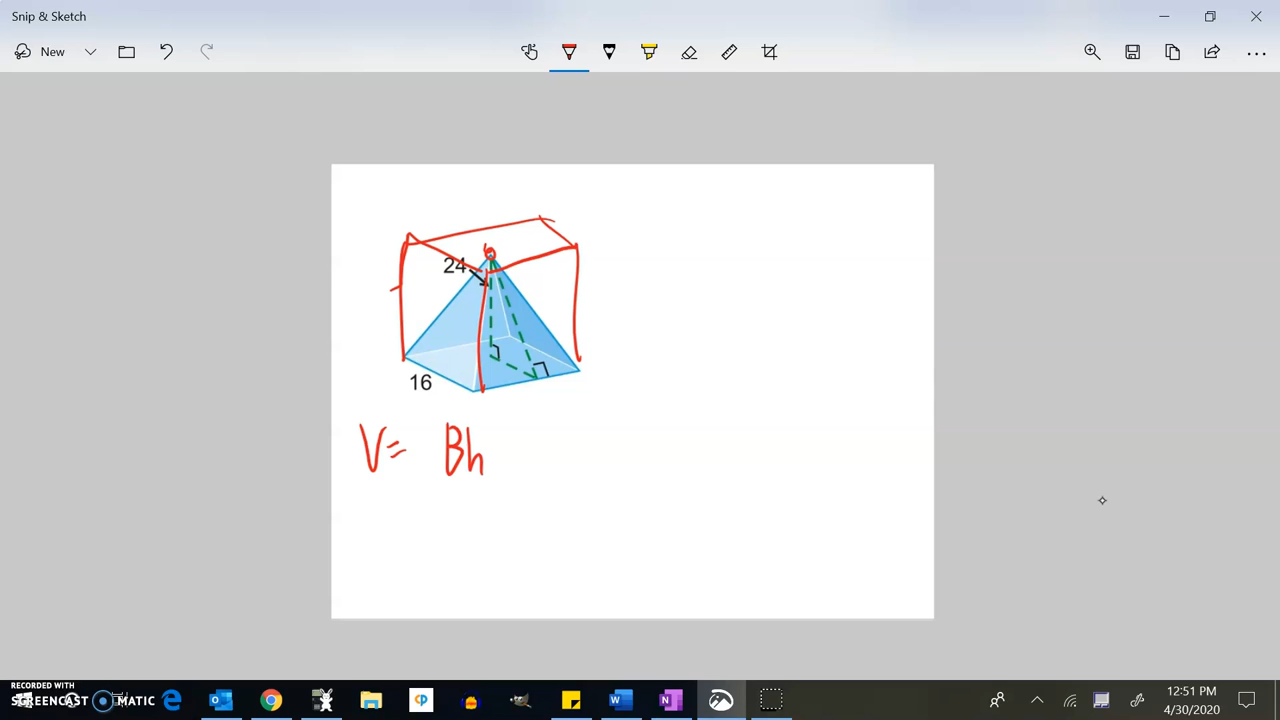 Snip & Sketch
New
24
16
V= Bh
RECORDED WITH
SCREENCAST MATIC
12:51 PM
4/30/2020